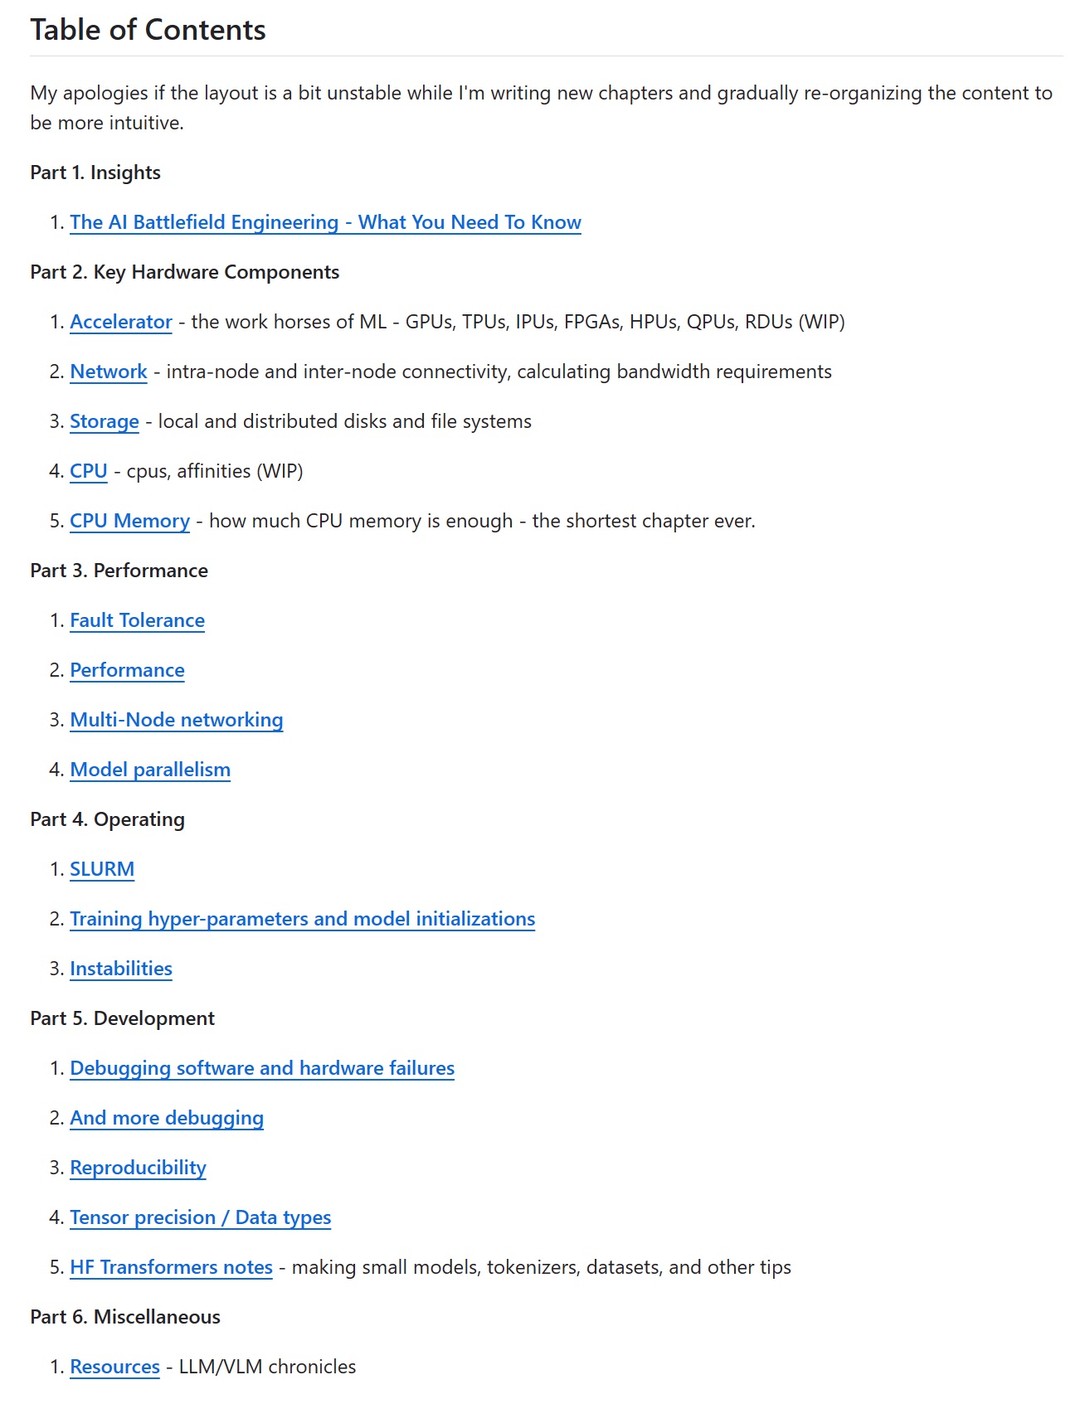 Table of Contents
My apologies if the layout is a bit unstable while I'm writing new chapters and gradually re-organizing the content to
be more intuitive.
Part 1. Insights
1. The AI Battlefield Engineering - What You Need To Know
Part 2. Key Hardware Components
1. Accelerator - the work horses of ML - GPUs, TPUs, IPUs, FPGAs, HPUs, QPUs, RDUs (WIP)
2. Network - intra-node and inter-node connectivity, calculating bandwidth requirements
3. Storage - local and distributed disks and file systems
4. CPU - cpus, affinities (WIP)
5. CPU Memory - how much CPU memory is enough - the shortest chapter ever.
Part 3. Performance
1. Fault Tolerance
2. Performance
3. Multi-Node networking
4. Model parallelism
Part 4. Operating
1. SLURM
2. Training hyper-parameters and model initializations
3. Instabilities
Part 5. Development
1. Debugging software and hardware failures
2. And more debugging
3. Reproducibility
4. Tensor precision / Data types
5. HF Transformers notes - making small models, tokenizers, datasets, and other tips
Part 6. Miscellaneous
1. Resources - LLM/VLM chronicles